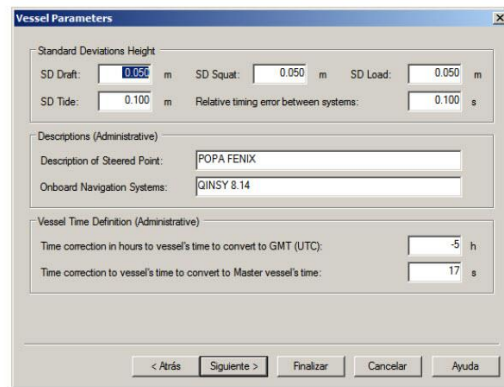 Vessel Parameters
Standard Deviations Height
SD Draft: 0.050 m SD Squat: 0.050 m SD Load: 0.050 m
SD Tide: 0.100 m Relative timing error between systems: 0.100 s
Descriptions (Administrative)
Description of Steered Point: POPA FENIX
Onboard Navigation Systems: QINSY 8.14
Vessel Time Definition (Administrative)
Time correction in hours to vessel's time to convert to GMT (UTC): -5 h
Time correction to vessel's time to convert to Master vessel's time: 17 s
< Atrás Siguiente > Finalizar Cancelar Ayuda